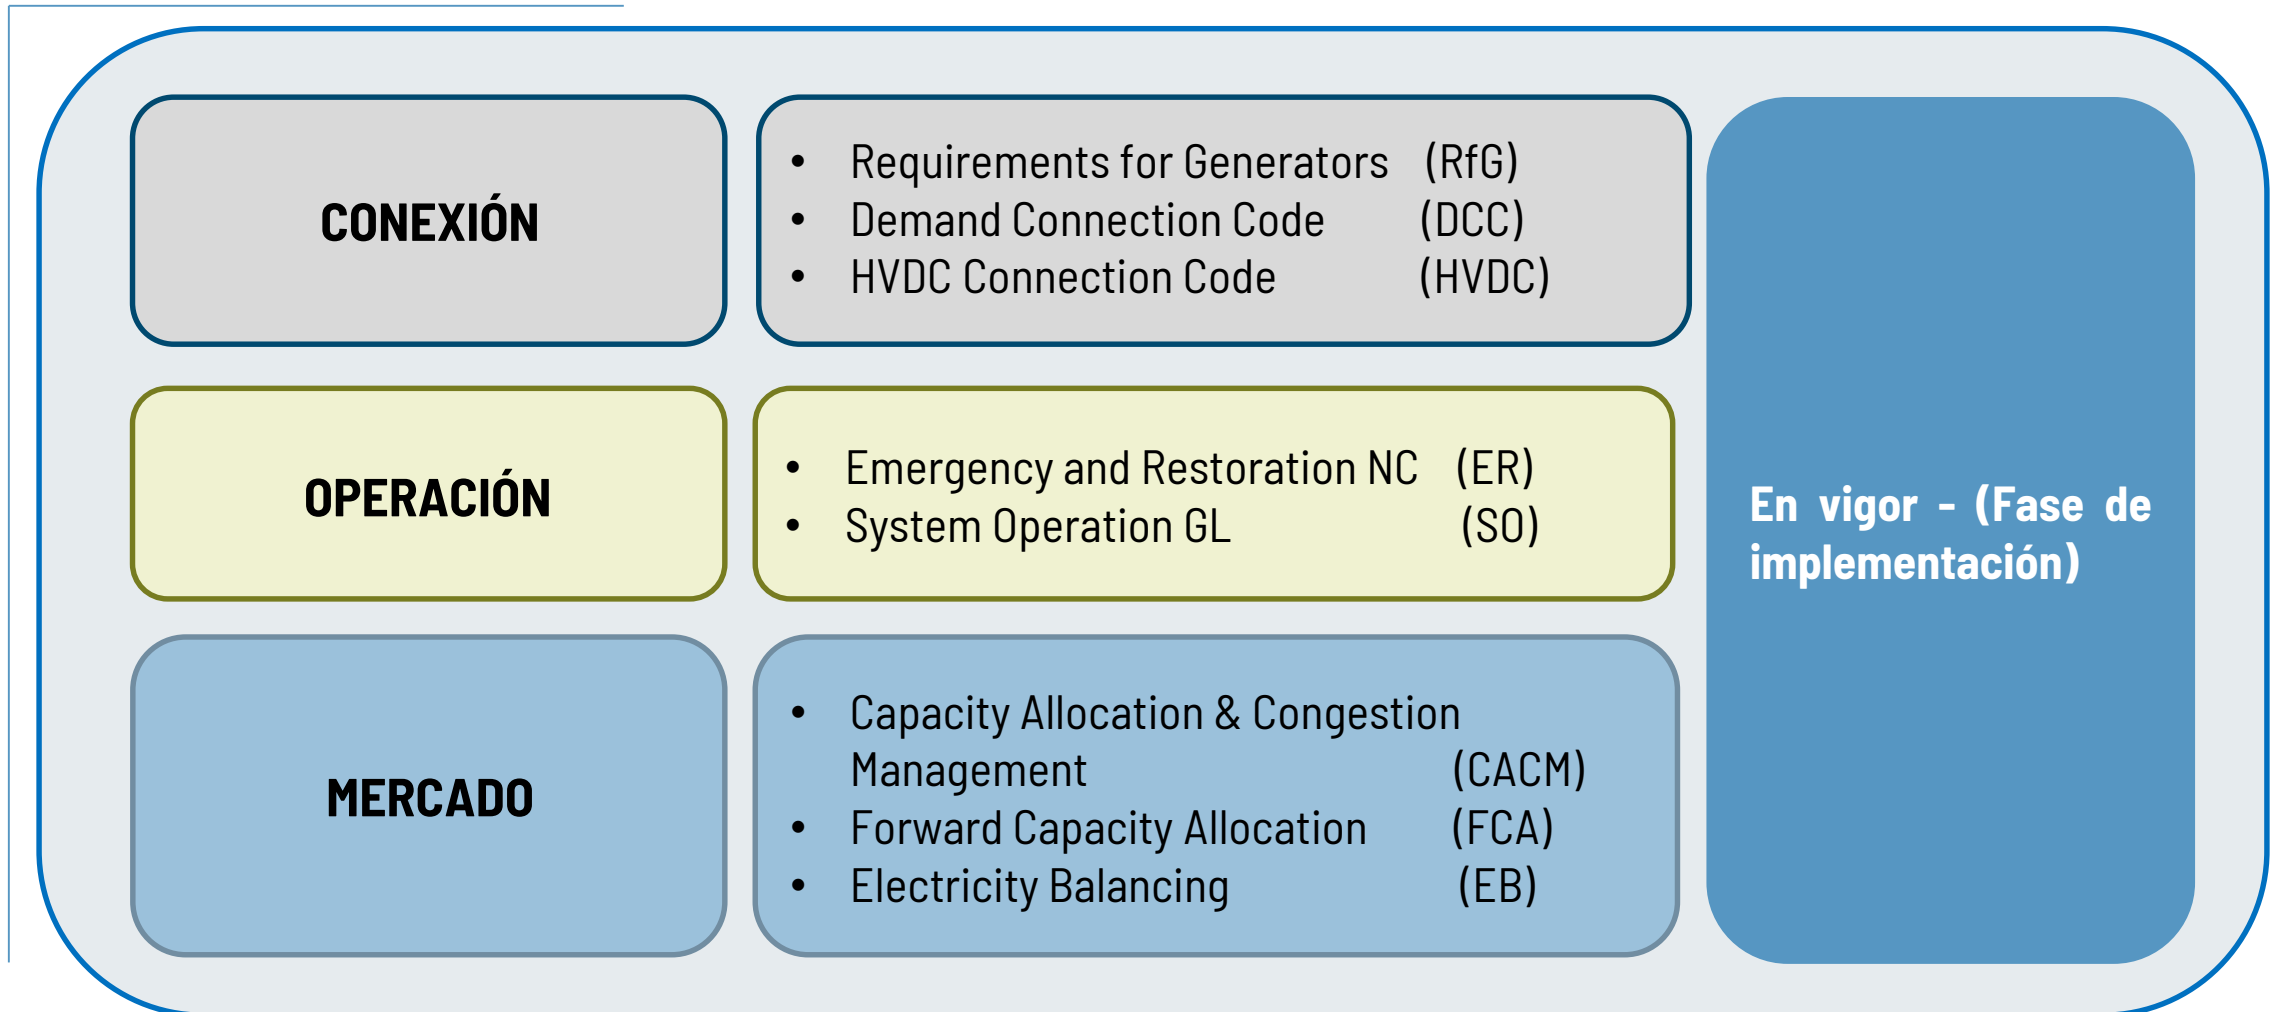 CONEXIÓN
• Requirements for Generators (RfG)
• Demand Connection Code (DCC)
• HVDC Connection Code (HVDC)
OPERACIÓN
• Emergency and Restoration NC (ER)
• System Operation GL (SO)
MERCADO
• Capacity Allocation & Congestion
Management (CACM)
• Forward Capacity Allocation (FCA)
• Electricity Balancing (EB)
En vigor - (Fase de
implementación)